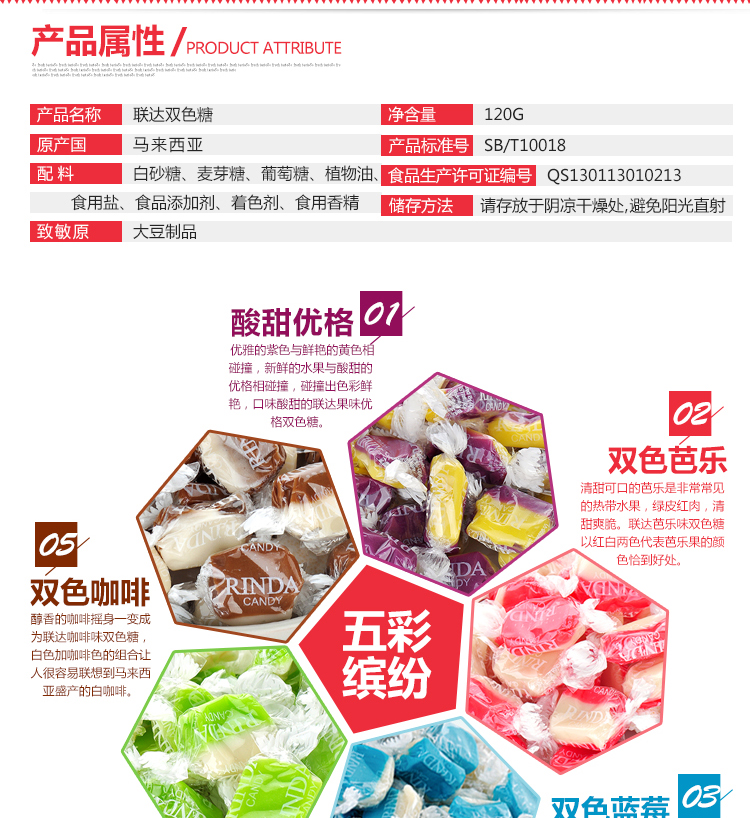 产品属性/PRODUCT ATTRIBUTE
产品名称 联达双色糖
净含量 120G
原产国 马来西亚
产品标准号 SB/T10018
配 料 白砂糖、麦芽糖、葡萄糖、植物油、
食品生产许可证编号 QS130113010213
食用盐、食品添加剂、着色剂、食用香精
储存方法 请存放于阴凉干燥处,避免阳光直射
致敏原 大豆制品
酸甜优格 01
优雅的紫色与鲜艳的黄色相
碰撞，新鲜的水果与酸甜的
优格相碰撞，碰撞出色彩鲜
艳，口味酸甜的联达果味优
格双色糖。
02
双色芭乐
清甜可口的芭乐是非常常见
的热带水果，绿皮红肉，清
甜爽脆。联达芭乐味双色糖
以红白两色代表芭乐果的颜
色恰到好处。
05
双色咖啡
醇香的咖啡摇身一变成
为联达咖啡味双色糖，
白色加咖啡色的组合让
人很容易联想到马来西
亚盛产的白咖啡。
CANDY
RINDA
CANDY
五彩
缤纷
RINDA
CANDY
双色蓝莓 03